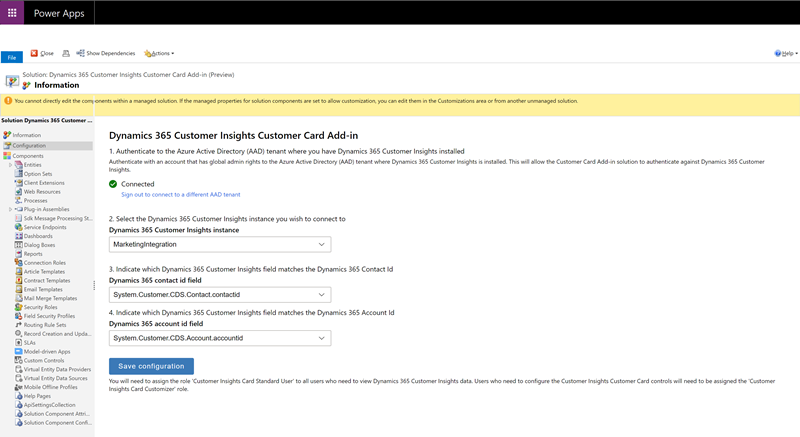 Power Apps
File
Close
Show Dependencies
Actions
Help
Solution: Dynamics 365 Customer Insights Customer Card Add-in (Preview)
Information
You cannot directly edit the components within a managed solution. If the managed properties for solution components are set to allow customization, you can edit them in the Customizations area or from another unmanaged solution.
Solution Dynamics 365 Customer ...
Information
Configuration
Components
Entities
Option Sets
Client Extensions
Web Resources
Processes
Plug-in Assemblies
Sdk Message Processing St...
Service Endpoints
Dashboards
Dialog Boxes
Reports
Connection Roles
Article Templates
Contract Templates
Email Templates
Mail Merge Templates
Security Roles
Field Security Profiles
Routing Rule Sets
Record Creation and Upda...
SLAs
Model-driven Apps
Custom Controls
Virtual Entity Data Providers
Virtual Entity Data Sources
Mobile Offline Profiles
Help Pages
ApiSettingsCollection
Solution Component Attri...
Solution Component Confi...
Dynamics 365 Customer Insights Customer Card Add-in
1. Authenticate to the Azure Active Directory (AAD) tenant where you have Dynamics 365 Customer Insights installed
Authenticate with an account that has global admin rights to the Azure Active Directory (AAD) tenant where Dynamics 365 Customer Insights is installed. This will allow the Customer Card Add-in solution to authenticate against Dynamics 365 Customer
Insights.
Connected
Sign out to connect to a different AAD tenant
2. Select the Dynamics 365 Customer Insights instance you wish to connect to
Dynamics 365 Customer Insights instance
MarketingIntegration
3. Indicate which Dynamics 365 Customer Insights field matches the Dynamics 365 Contact Id
Dynamics 365 contact id field
System.Customer.CDS.Contact.contactid
4. Indicate which Dynamics 365 Customer Insights field matches the Dynamics 365 Account Id
Dynamics 365 account id field
System.Customer.CDS.Account.accountid
Save configuration
You will need to assign the role 'Customer Insights Card Standard User' to all users who need to view Dynamics 365 Customer Insights data. Users who need to configure the Customer Insights Customer Card controls will need to be assigned the 'Customer
Insights Card Customizer' role.